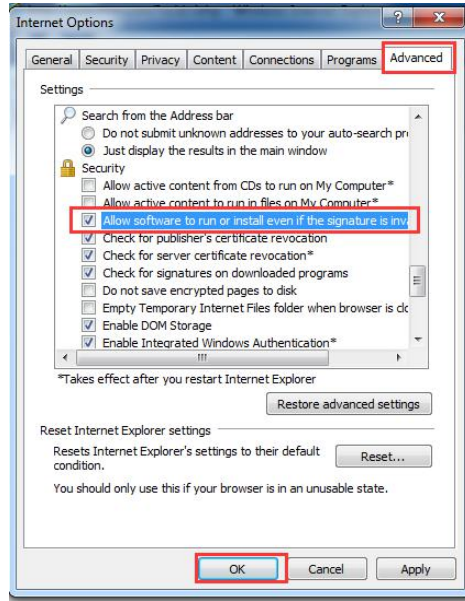 Internet Options
General Security Privacy Content Connections Programs Advanced
Settings
Search from the Address bar
Do not submit unknown addresses to your auto-search pro
Just display the results in the main window
Security
Allow active content from CDs to run on My Computer*
Allow active content to run in files on My Computer*
Allow software to run or install even if the signature is inva
Check for publisher's certificate revocation
Check for server certificate revocation*
Check for signatures on downloaded programs
Do not save encrypted pages to disk
Empty Temporary Internet Files folder when browser is clo
Enable DOM Storage
Enable Integrated Windows Authentication*
*Takes effect after you restart Internet Explorer
Restore advanced settings
Reset Internet Explorer settings
Resets Internet Explorer's settings to their default
condition.
Reset...
You should only use this if your browser is in an unusable state.
OK Cancel Apply